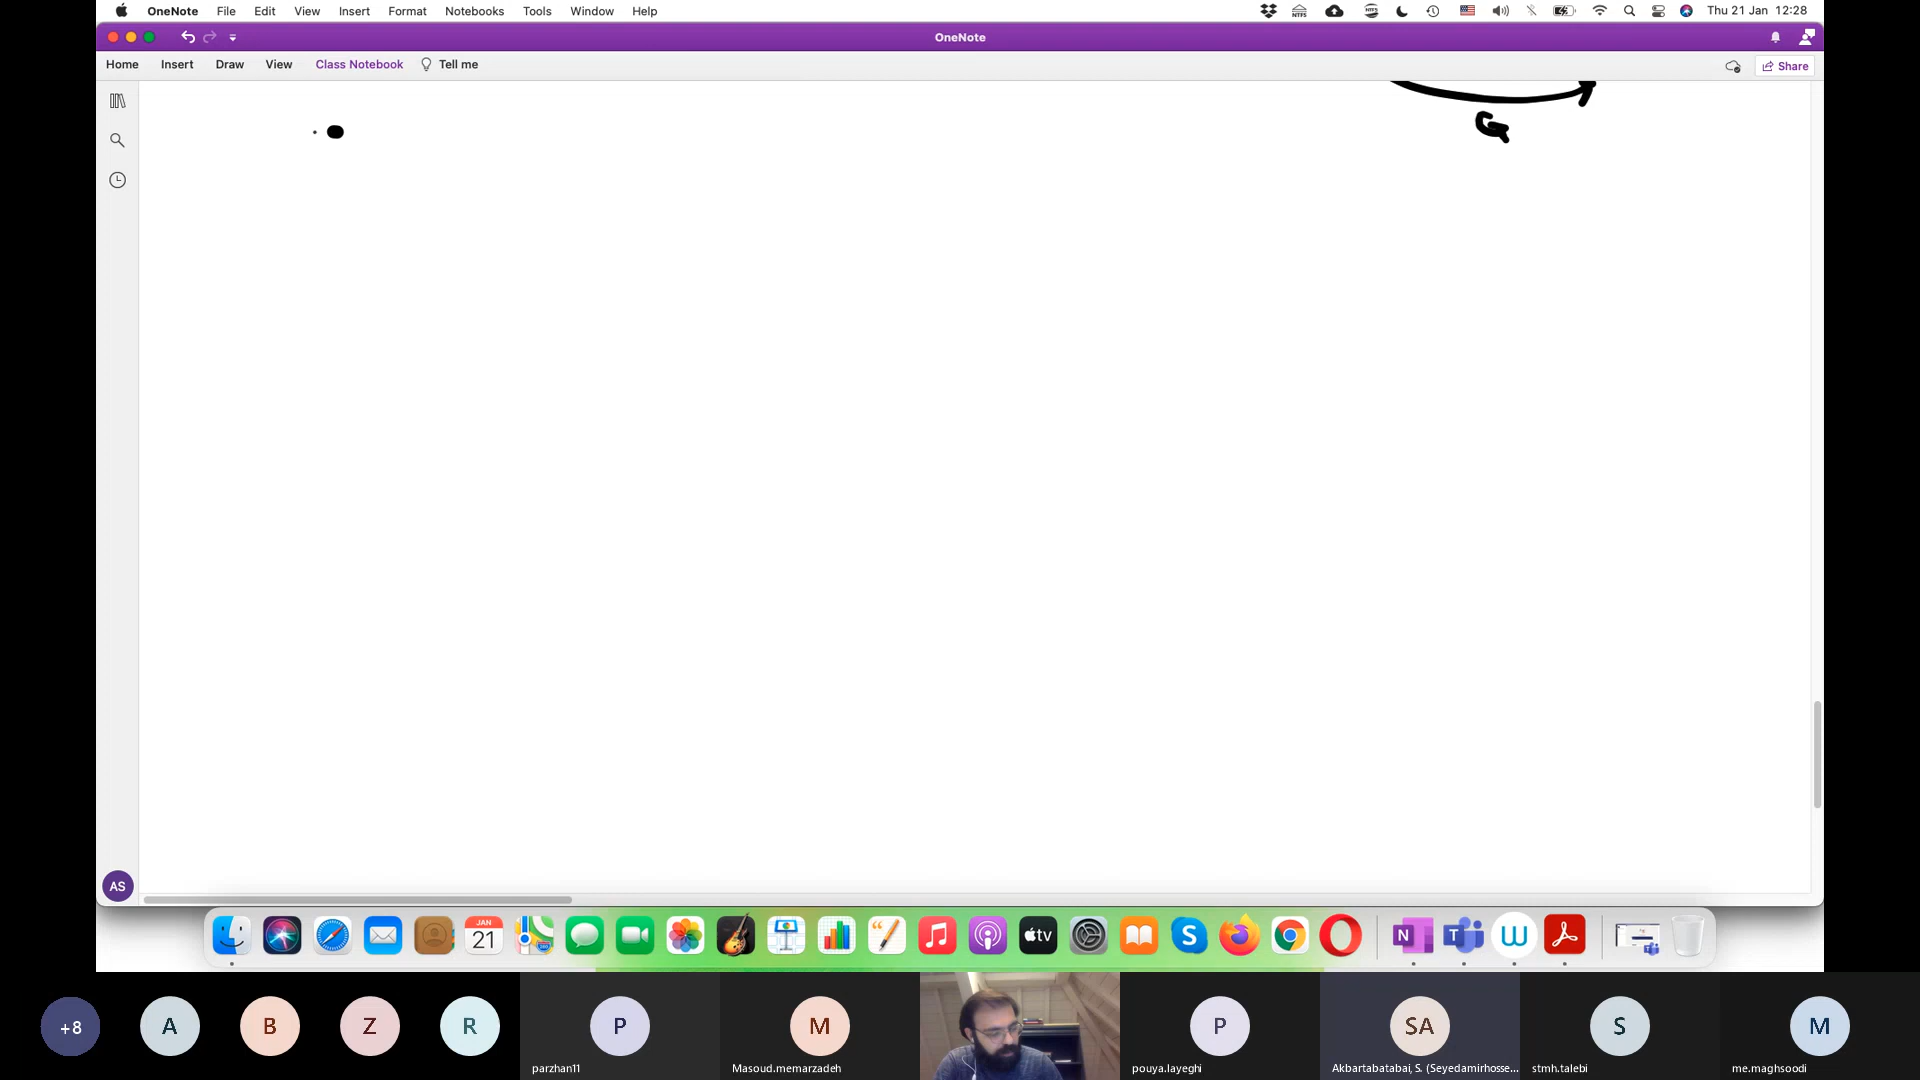 OneNote File Edit View Insert Format Notebooks Tools Window Help Thu 21 Jan 12:28
OneNote
Home Insert Draw View Class Notebook Tell me Share
G
AS
JAN
21
tv
S
N T W
+8 A B Z R P M P SA S M
parzhan11 Masoud.memarzadeh pouya.layeghi Akbartabatabai, S. (Seyedamirhosse... stmh.talebi me.maghsoodi